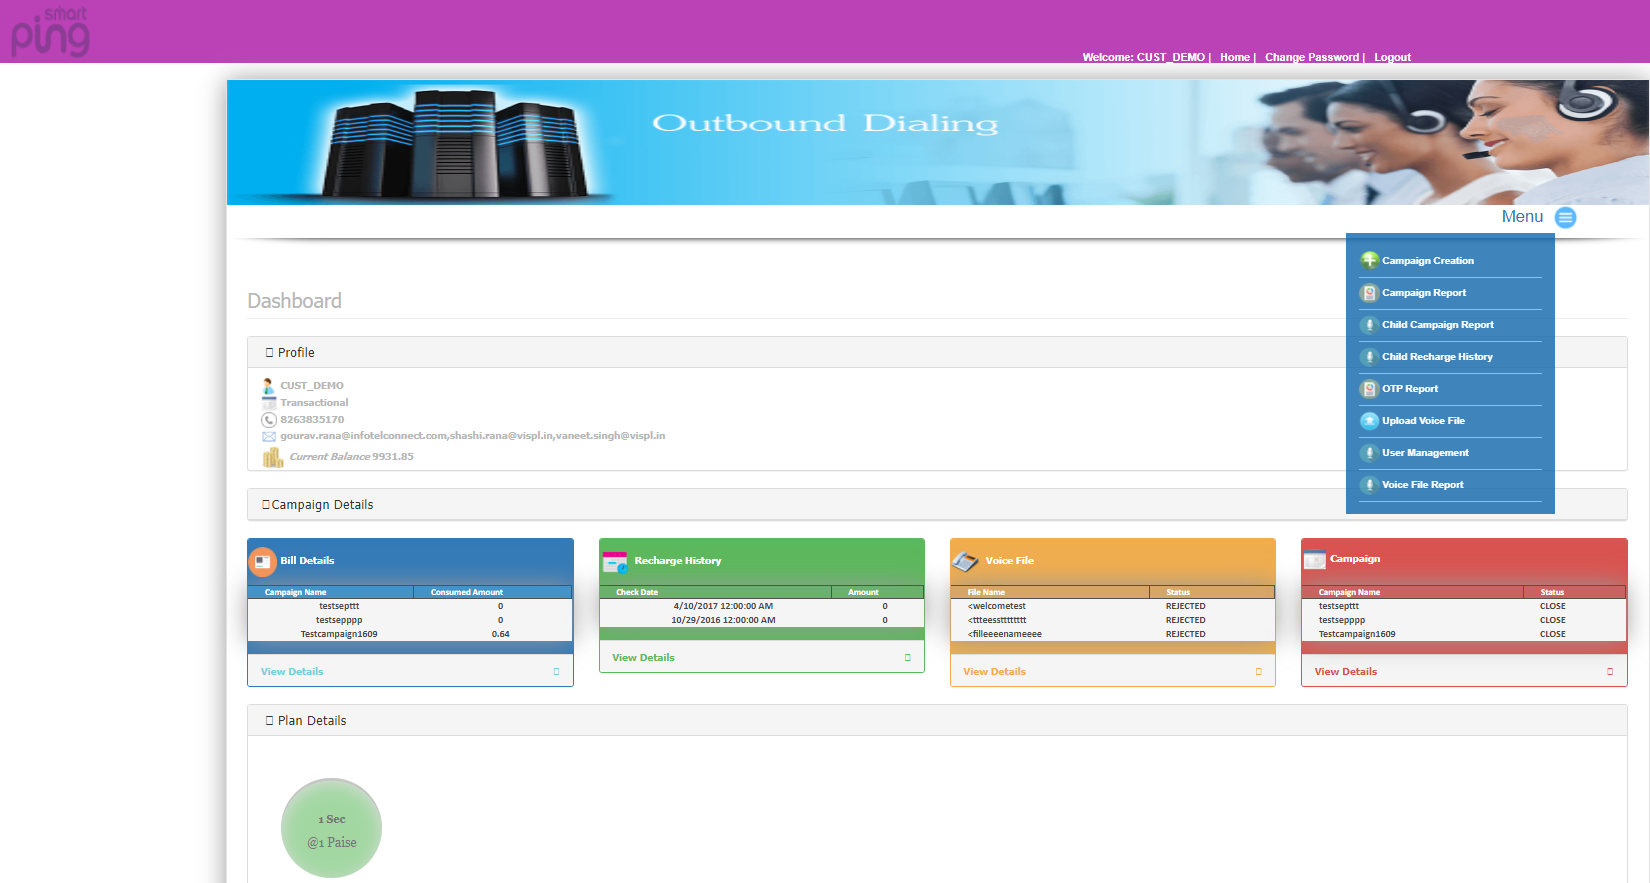 smart
ping
Welcome: CUST_DEMO | Home | Change Password | Logout
Outbound Dialing
Menu
Campaign Creation
Campaign Report
Child Campaign Report
Child Recharge History
OTP Report
Upload Voice File
User Management
Voice File Report
Dashboard
Profile
CUST_DEMO
Transactional
8263835170
gourav.rana@infotelconnect.com,shashi.rana@vispl.in,vaneet.singh@vispl.in
Current Balance 9931.85
Campaign Details
Bill Details
Campaign Name Consumed Amount
testsepttt 0
testsepppp 0
Testcampaign1609 0.64
View Details
Recharge History
Check Date Amount
4/10/2017 12:00:00 AM 0
10/29/2016 12:00:00 AM 0
View Details
Voice File
File Name Status
<welcometest REJECTED
<ttteessttttttttt REJECTED
<filleeeenameeee REJECTED
View Details
Campaign
Campaign Name Status
testsepttt CLOSE
testsepppp CLOSE
Testcampaign1609 CLOSE
View Details
Plan Details
1 Sec
@1 Paise